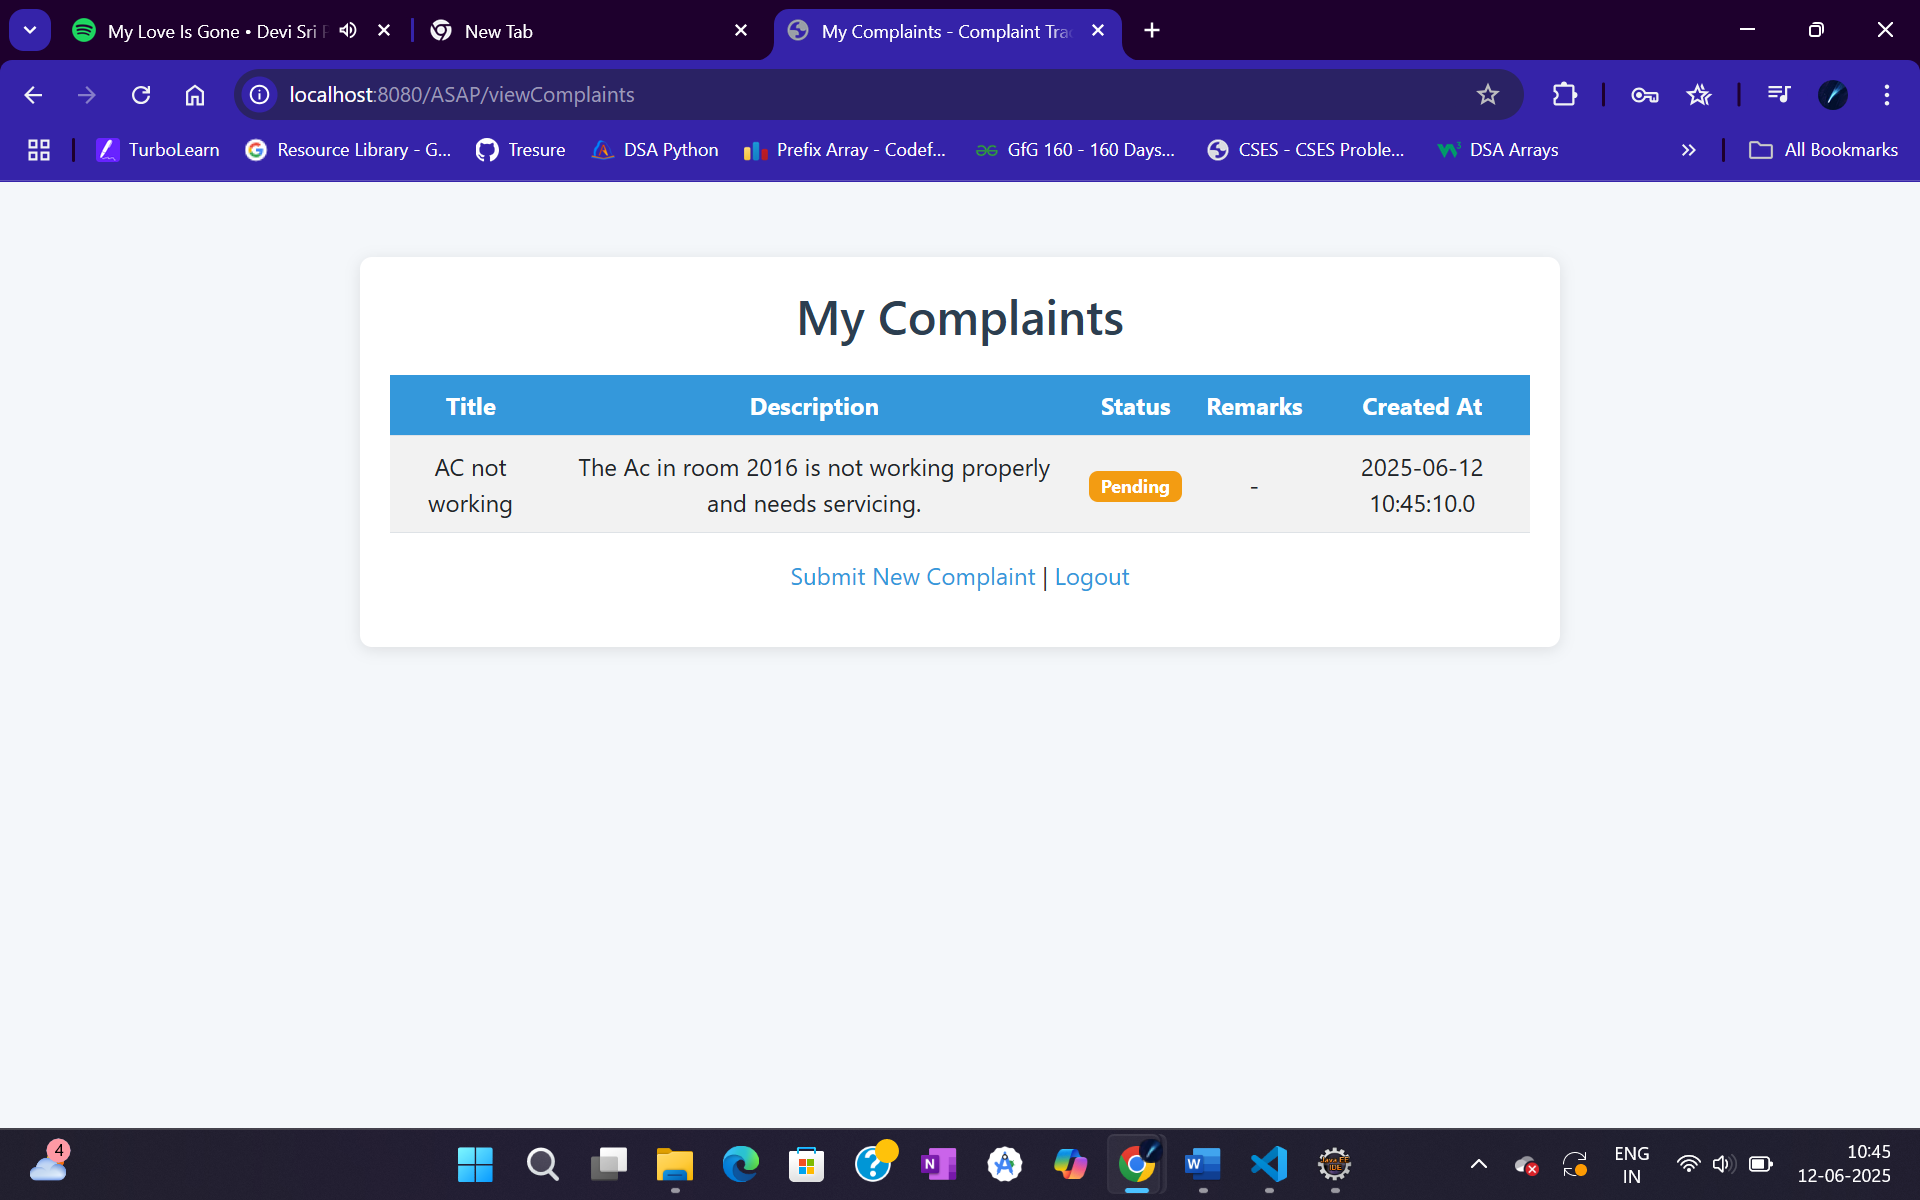 My Love Is Gone • Devi Sri
New Tab
My Complaints - Complaint Tra
localhost:8080/ASAP/viewComplaints
TurboLearn
Resource Library - G...
Tresure
DSA Python
Prefix Array - Codef...
GfG 160 - 160 Days...
CSES - CSES Proble...
DSA Arrays
All Bookmarks
My Complaints
Title Description Status Remarks Created At
AC not The Ac in room 2016 is not working properly Pending - 2025-06-12
working and needs servicing. 10:45:10.0
Submit New Complaint | Logout
4
ENG
IN
10:45
12-06-2025